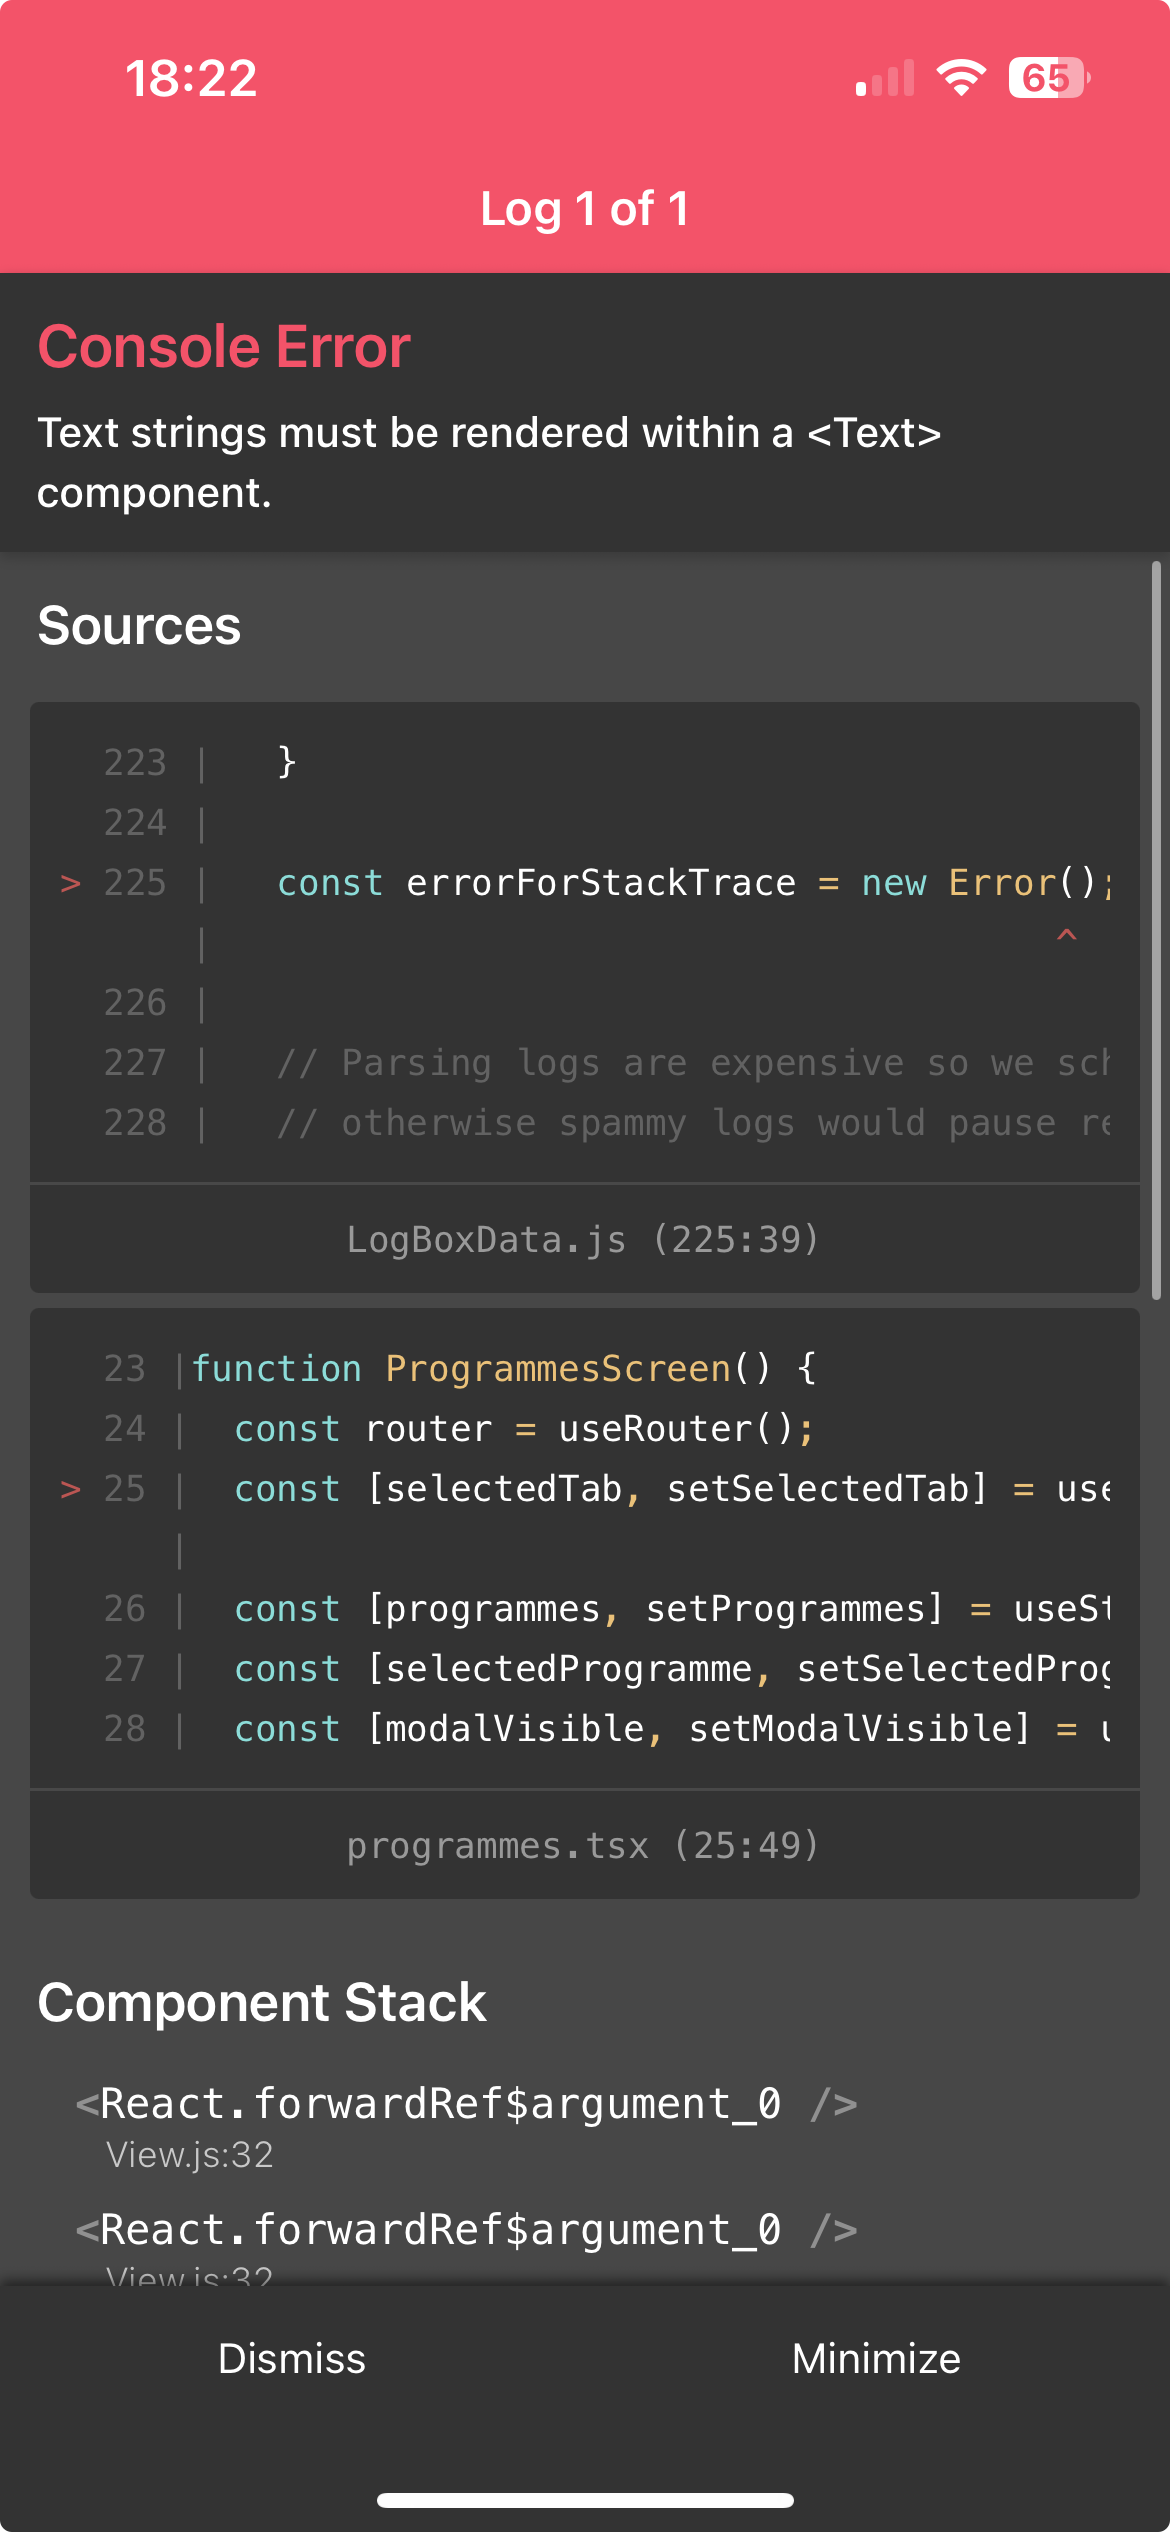 18:22
65
Log 1 of 1
Console Error
Text strings must be rendered within a <Text>
component.
Sources
223 |   }
224 |
> 225 |   const errorForStackTrace = new Error();
|                                       ^
226 |
227 |   // Parsing logs are expensive so we sch
228 |   // otherwise spammy logs would pause re
LogBoxData.js (225:39)
23 |function ProgrammesScreen() {
24 |  const router = useRouter();
> 25 |  const [selectedTab, setSelectedTab] = use
|
26 |  const [programmes, setProgrammes] = useSt
27 |  const [selectedProgramme, setSelectedProg
28 |  const [modalVisible, setModalVisible] = u
programmes.tsx (25:49)
Component Stack
<React.forwardRef$argument_0 />
View.js:32
<React.forwardRef$argument_0 />
View.js:32
Dismiss
Minimize